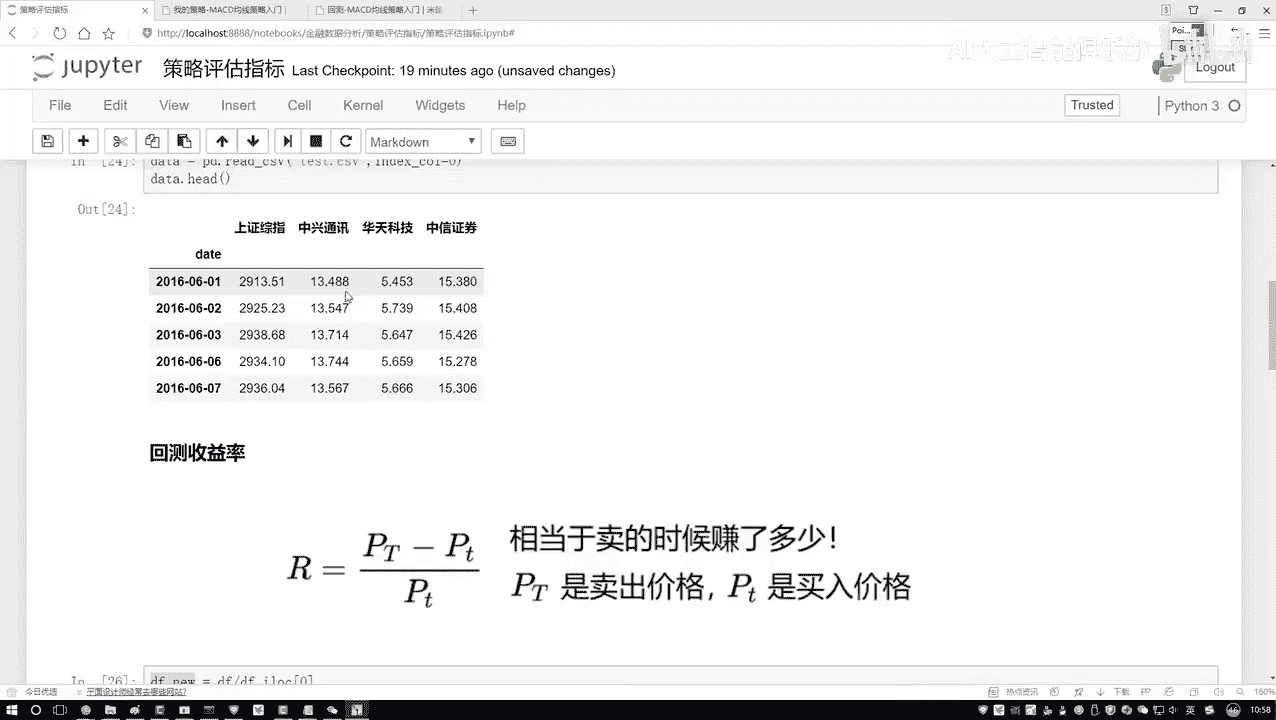 策略评估指标
我的策略-MACD均线策略入门
回测-MACD均线策略入门 | 米筐
http://localhost:8888/notebooks/金融数据分析/策略评估指标/策略评估指标.ipynb#
jupyter 策略评估指标 Last Checkpoint: 19 minutes ago (unsaved changes)
Logout
File Edit View Insert Cell Kernel Widgets Help
Trusted Python 3
Markdown
In [24]: data = pd.read_csv('test.csv',index_col=0)
data.head()
Out[24]:
上证综指 中兴通讯 华天科技 中信证券
date
2016-06-01 2913.51 13.488 5.453 15.380
2016-06-02 2925.23 13.547 5.739 15.408
2016-06-03 2938.68 13.714 5.647 15.426
2016-06-06 2934.10 13.744 5.659 15.278
2016-06-07 2936.04 13.567 5.666 15.306
回测收益率
R = (P_T − P_t) / P_t
相当于卖的时候赚了多少！
P_T 是卖出价格，P_t 是买入价格
In [26]: df_new = df/df.iloc[0]
今日优选 平面设计师经常去哪些网站?
热点资讯 下载 160%
英 10:58